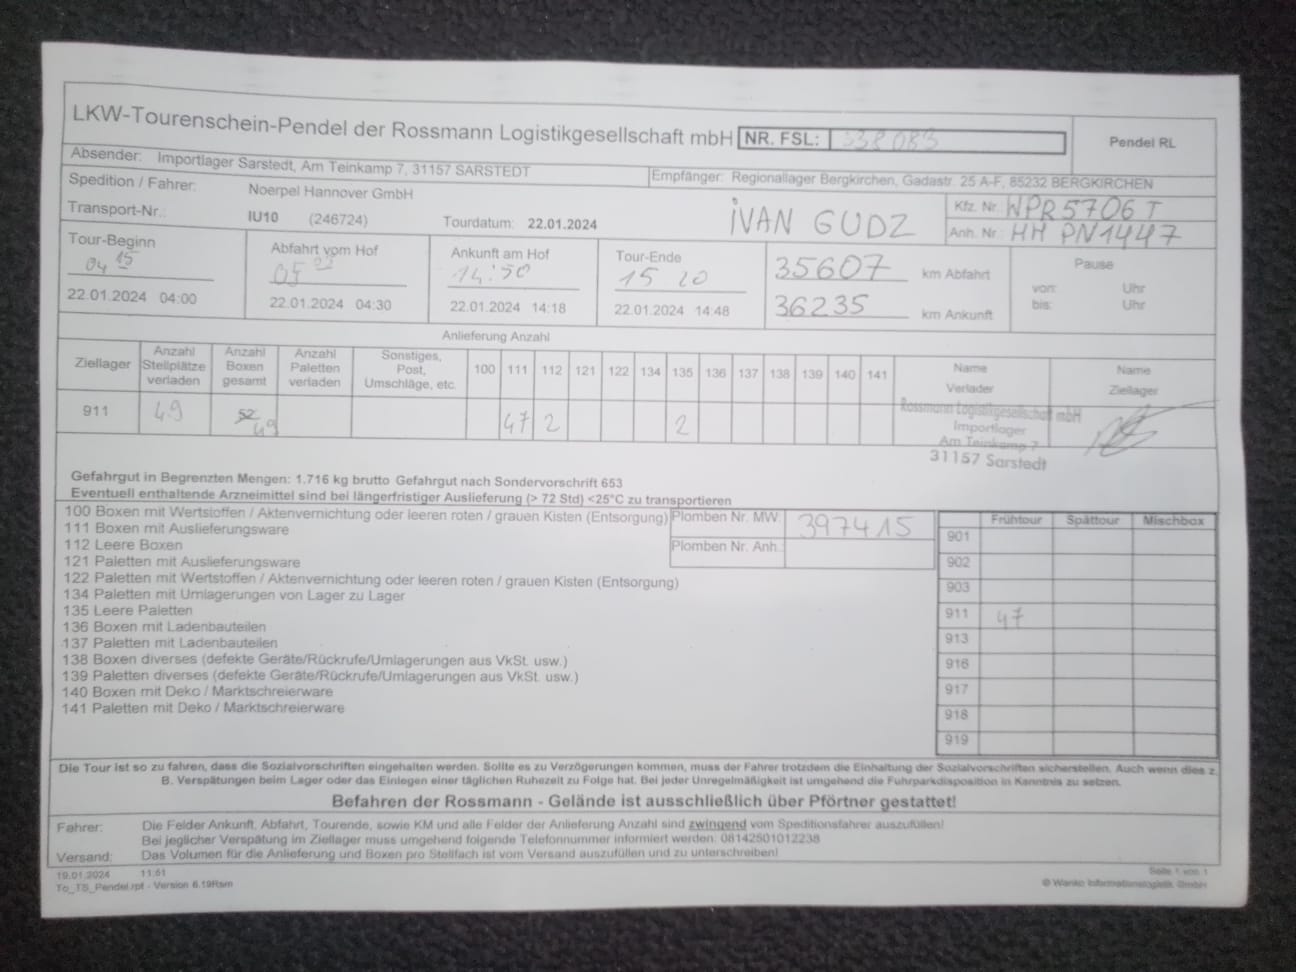 LKW-Tourenschein-Pendel der Rossmann Logistikgesellschaft mbH NR. FSL: 338083 Pendel RL
Absender: Importlager Sarstedt, Am Teinkamp 7, 31157 SARSTEDT Empfänger: Regionallager Bergkirchen, Gadastr. 25 A-F, 85232 BERGKIRCHEN
Spedition / Fahrer: Noerpel Hannover GmbH
Transport-Nr.: IU10 (246724) Tourdatum: 22.01.2024 IVAN GUDZ
Kfz. Nr. WPR5706T
Anh. Nr.: HH PN1447
Tour-Beginn Abfahrt vom Hof Ankunft am Hof Tour-Ende 35607 km Abfahrt Pause
04 15 05 14:50 15 20 von: Uhr
22.01.2024 04:00 22.01.2024 04:30 22.01.2024 14:18 22.01.2024 14:48 36235 km Ankunft bis: Uhr
Anlieferung Anzahl
Ziellager Anzahl Stellplätze verladen Anzahl Boxen gesamt Anzahl Paletten verladen Sonstiges, Post, Umschläge, etc. 100 111 112 121 122 134 135 136 137 138 139 140 141 Name Verlader Name Ziellager
911 49 52 49 47 2 2
Rossmann Logistikgesellschaft mbH
Importlager
Am Teinkamp 7
31157 Sarstedt
Gefahrgut in Begrenzten Mengen: 1.716 kg brutto Gefahrgut nach Sondervorschrift 653
Eventuell enthaltende Arzneimittel sind bei längerfristiger Auslieferung (> 72 Std) <25°C zu transportieren
100 Boxen mit Wertstoffen / Aktenvernichtung oder leeren roten / grauen Kisten (Entsorgung)
111 Boxen mit Auslieferungsware
112 Leere Boxen
121 Paletten mit Auslieferungsware
122 Paletten mit Wertstoffen / Aktenvernichtung oder leeren roten / grauen Kisten (Entsorgung)
134 Paletten mit Umlagerungen von Lager zu Lager
135 Leere Paletten
136 Boxen mit Ladenbauteilen
137 Paletten mit Ladenbauteilen
138 Boxen diverses (defekte Geräte/Rückrufe/Umlagerungen aus VkSt. usw.)
139 Paletten diverses (defekte Geräte/Rückrufe/Umlagerungen aus VkSt. usw.)
140 Boxen mit Deko / Marktschreierware
141 Paletten mit Deko / Marktschreierware
Plomben Nr. MW: 397415
Plomben Nr. Anh.:
Frühtour Spättour Mischbox
901
902
903
911 47
913
916
917
918
919
Die Tour ist so zu fahren, dass die Sozialvorschriften eingehalten werden. Sollte es zu Verzögerungen kommen, muss der Fahrer trotzdem die Einhaltung der Sozialvorschriften sicherstellen. Auch wenn dies z.
B. Verspätungen beim Lager oder das Einlegen einer täglichen Ruhezeit zu Folge hat. Bei jeder Unregelmäßigkeit ist umgehend die Fuhrparkdisposition in Kenntnis zu setzen.
Befahren der Rossmann - Gelände ist ausschließlich über Pförtner gestattet!
Fahrer: Die Felder Ankunft, Abfahrt, Tourende, sowie KM und alle Felder der Anlieferung Anzahl sind zwingend vom Speditionsfahrer auszufüllen!
Bei jeglicher Verspätung im Ziellager muss umgehend folgende Telefonnummer informiert werden: 08142501012238
Versand: Das Volumen für die Anlieferung und Boxen pro Stellfach ist vom Versand auszufüllen und zu unterschreiben!
19.01.2024 11:51 Seite 1 von 1
To_TS_Pendel.rpt - Version 6.19Rsm © Wanko Informationslogistik GmbH